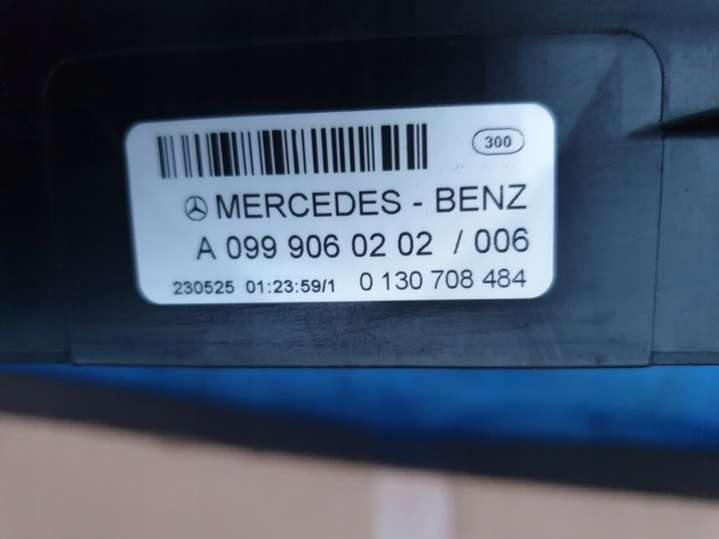 300
MERCEDES - BENZ
A 099 906 02 02 / 006
230525 01:23:59/1 0 130 708 484